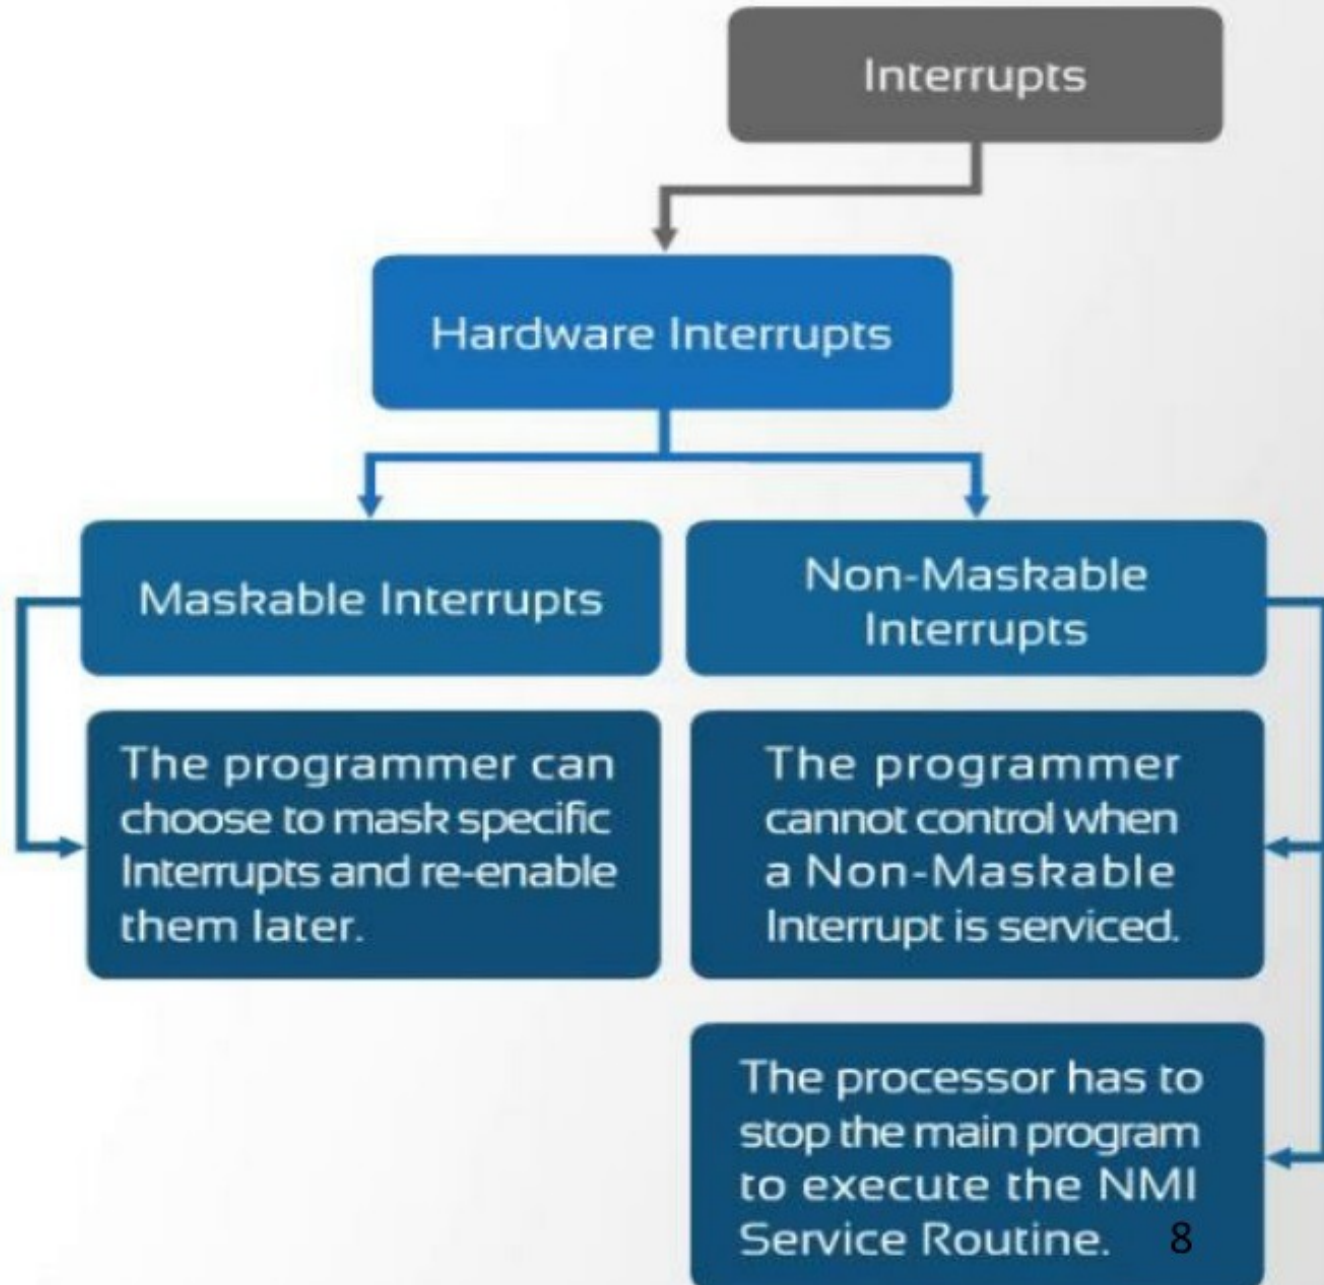 Interrupts
Hardware Interrupts
Maskable Interrupts
Non-Maskable
Interrupts
The programmer can
choose to mask specific
Interrupts and re-enable
them later.
The programmer
cannot control when
a Non-Maskable
Interrupt is serviced.
The processor has to
stop the main program
to execute the NMI
Service Routine.
8